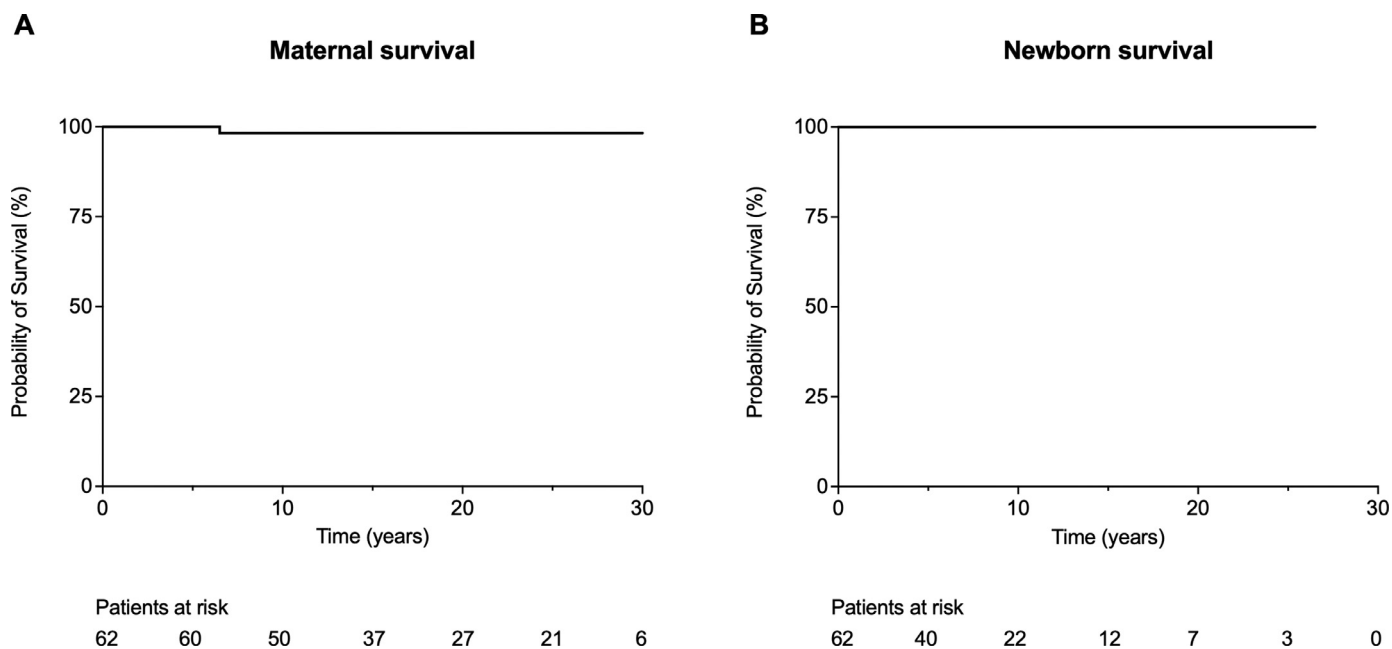 A
Maternal survival
Probability of Survival (%)
100
75
50
25
0
0 10 20 30
Time (years)
Patients at risk
62 60 50 37 27 21 6
B
Newborn survival
Probability of Survival (%)
100
75
50
25
0
0 10 20 30
Time (years)
Patients at risk
62 40 22 12 7 3 0